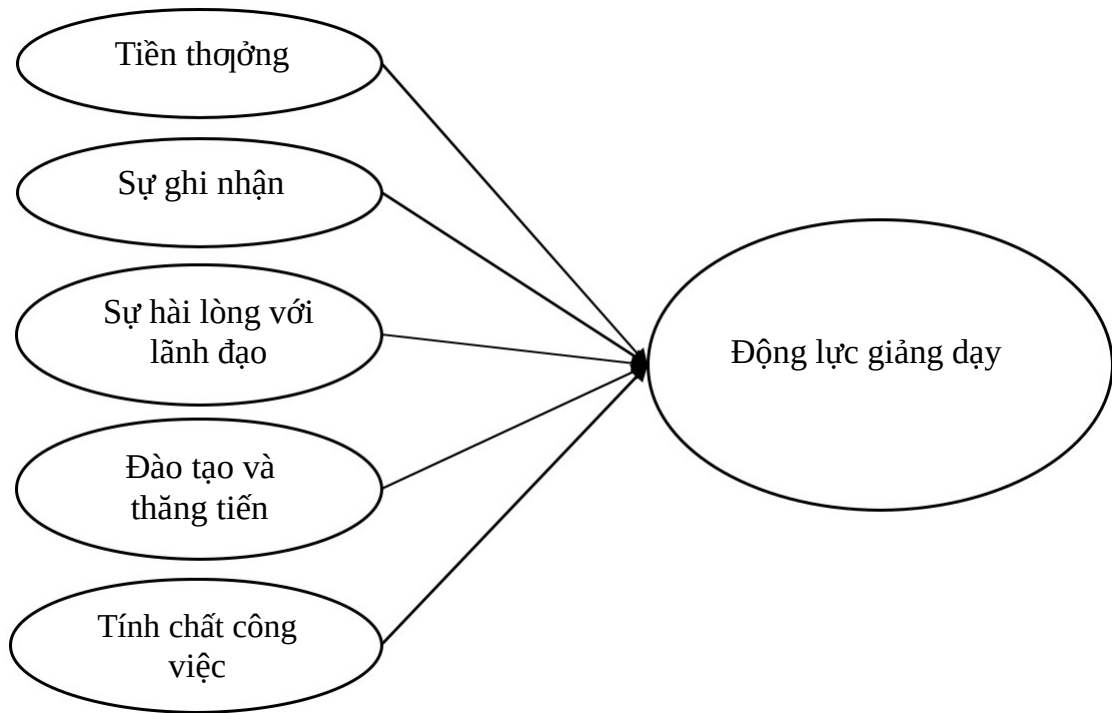 Tiền thơƣởng
Sự ghi nhận
Sự hài lòng với
lãnh đạo
Đào tạo và
thăng tiến
Tính chất công
việc
Động lực giảng dạy